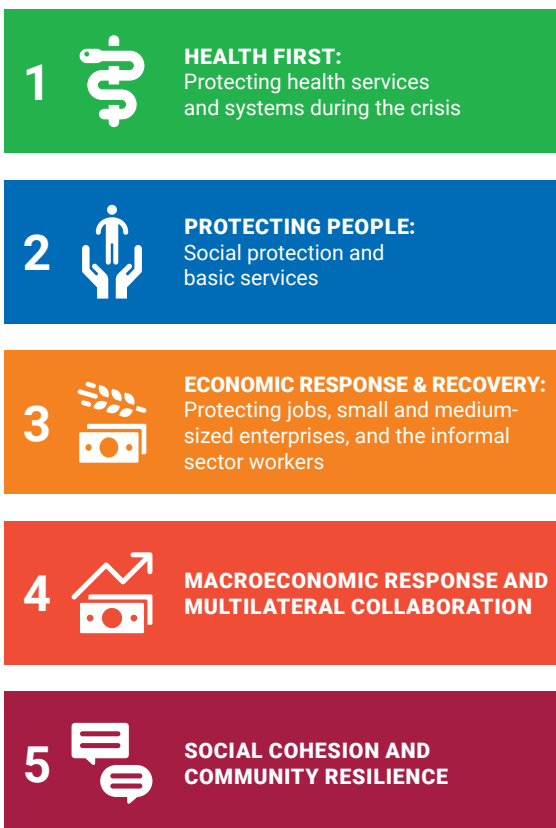 1
HEALTH FIRST:
Protecting health services
and systems during the crisis
2
PROTECTING PEOPLE:
Social protection and
basic services
3
ECONOMIC RESPONSE & RECOVERY:
Protecting jobs, small and medium-
sized enterprises, and the informal
sector workers
4
MACROECONOMIC RESPONSE AND
MULTILATERAL COLLABORATION
5
SOCIAL COHESION AND
COMMUNITY RESILIENCE